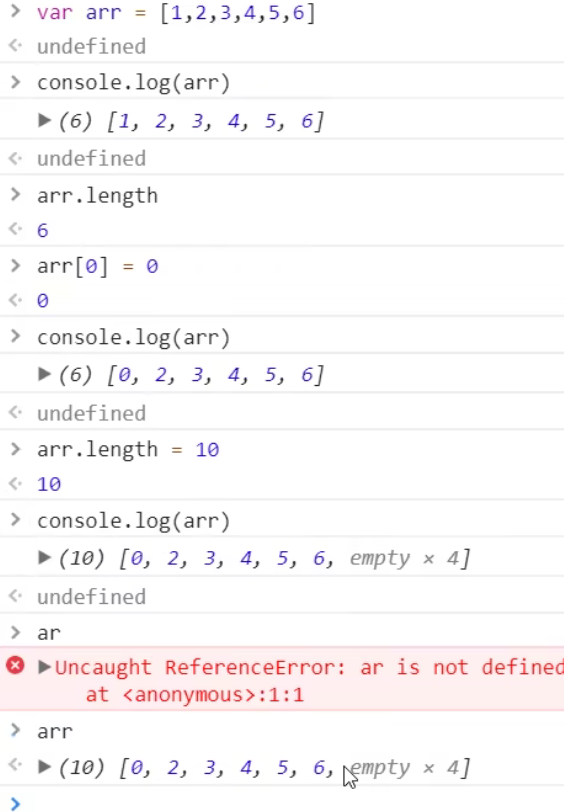 > var arr = [1,2,3,4,5,6]
<· undefined
> console.log(arr)
▶ (6) [1, 2, 3, 4, 5, 6]
<· undefined
> arr.length
<· 6
> arr[0] = 0
<· 0
> console.log(arr)
▶ (6) [0, 2, 3, 4, 5, 6]
<· undefined
> arr.length = 10
<· 10
> console.log(arr)
▶ (10) [0, 2, 3, 4, 5, 6, empty × 4]
<· undefined
> ar
▶ Uncaught ReferenceError: ar is not defined
at <anonymous>:1:1
> arr
<· ▶ (10) [0, 2, 3, 4, 5, 6, empty × 4]
>